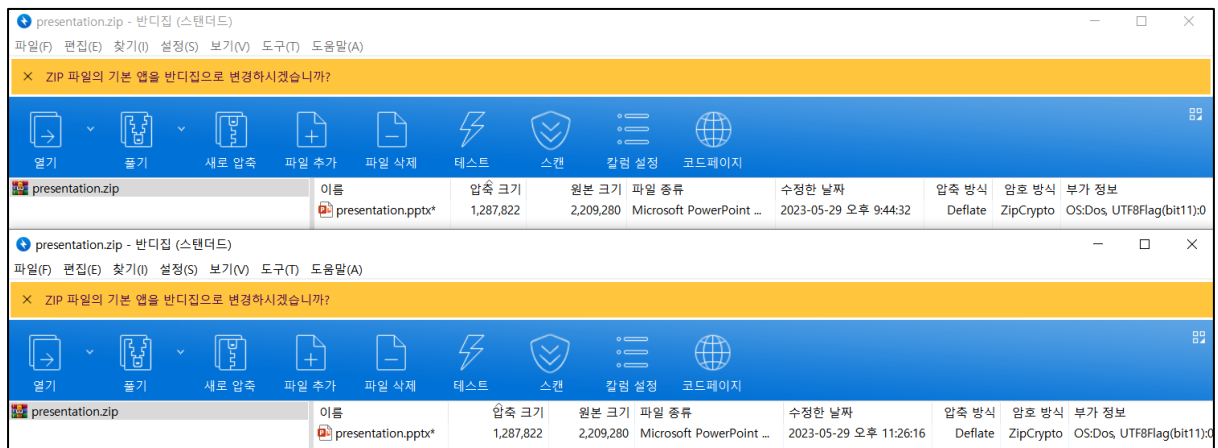 presentation.zip - 반디집 (스탠더드)
파일(F) 편집(E) 찾기(I) 설정(S) 보기(V) 도구(T) 도움말(A)
× ZIP 파일의 기본 앱을 반디집으로 변경하시겠습니까?
열기 풀기 새로 압축 파일 추가 파일 삭제 테스트 스캔 칼럼 설정 코드페이지
presentation.zip 이름 압축 크기 원본 크기 파일 종류 수정한 날짜 압축 방식 암호 방식 부가 정보
presentation.pptx* 1,287,822 2,209,280 Microsoft PowerPoint ... 2023-05-29 오후 9:44:32 Deflate ZipCrypto OS:Dos, UTF8Flag(bit11):0
presentation.zip - 반디집 (스탠더드)
파일(F) 편집(E) 찾기(I) 설정(S) 보기(V) 도구(T) 도움말(A)
× ZIP 파일의 기본 앱을 반디집으로 변경하시겠습니까?
열기 풀기 새로 압축 파일 추가 파일 삭제 테스트 스캔 칼럼 설정 코드페이지
presentation.zip 이름 압축 크기 원본 크기 파일 종류 수정한 날짜 압축 방식 암호 방식 부가 정보
presentation.pptx* 1,287,822 2,209,280 Microsoft PowerPoint ... 2023-05-29 오후 11:26:16 Deflate ZipCrypto OS:Dos, UTF8Flag(bit11):0